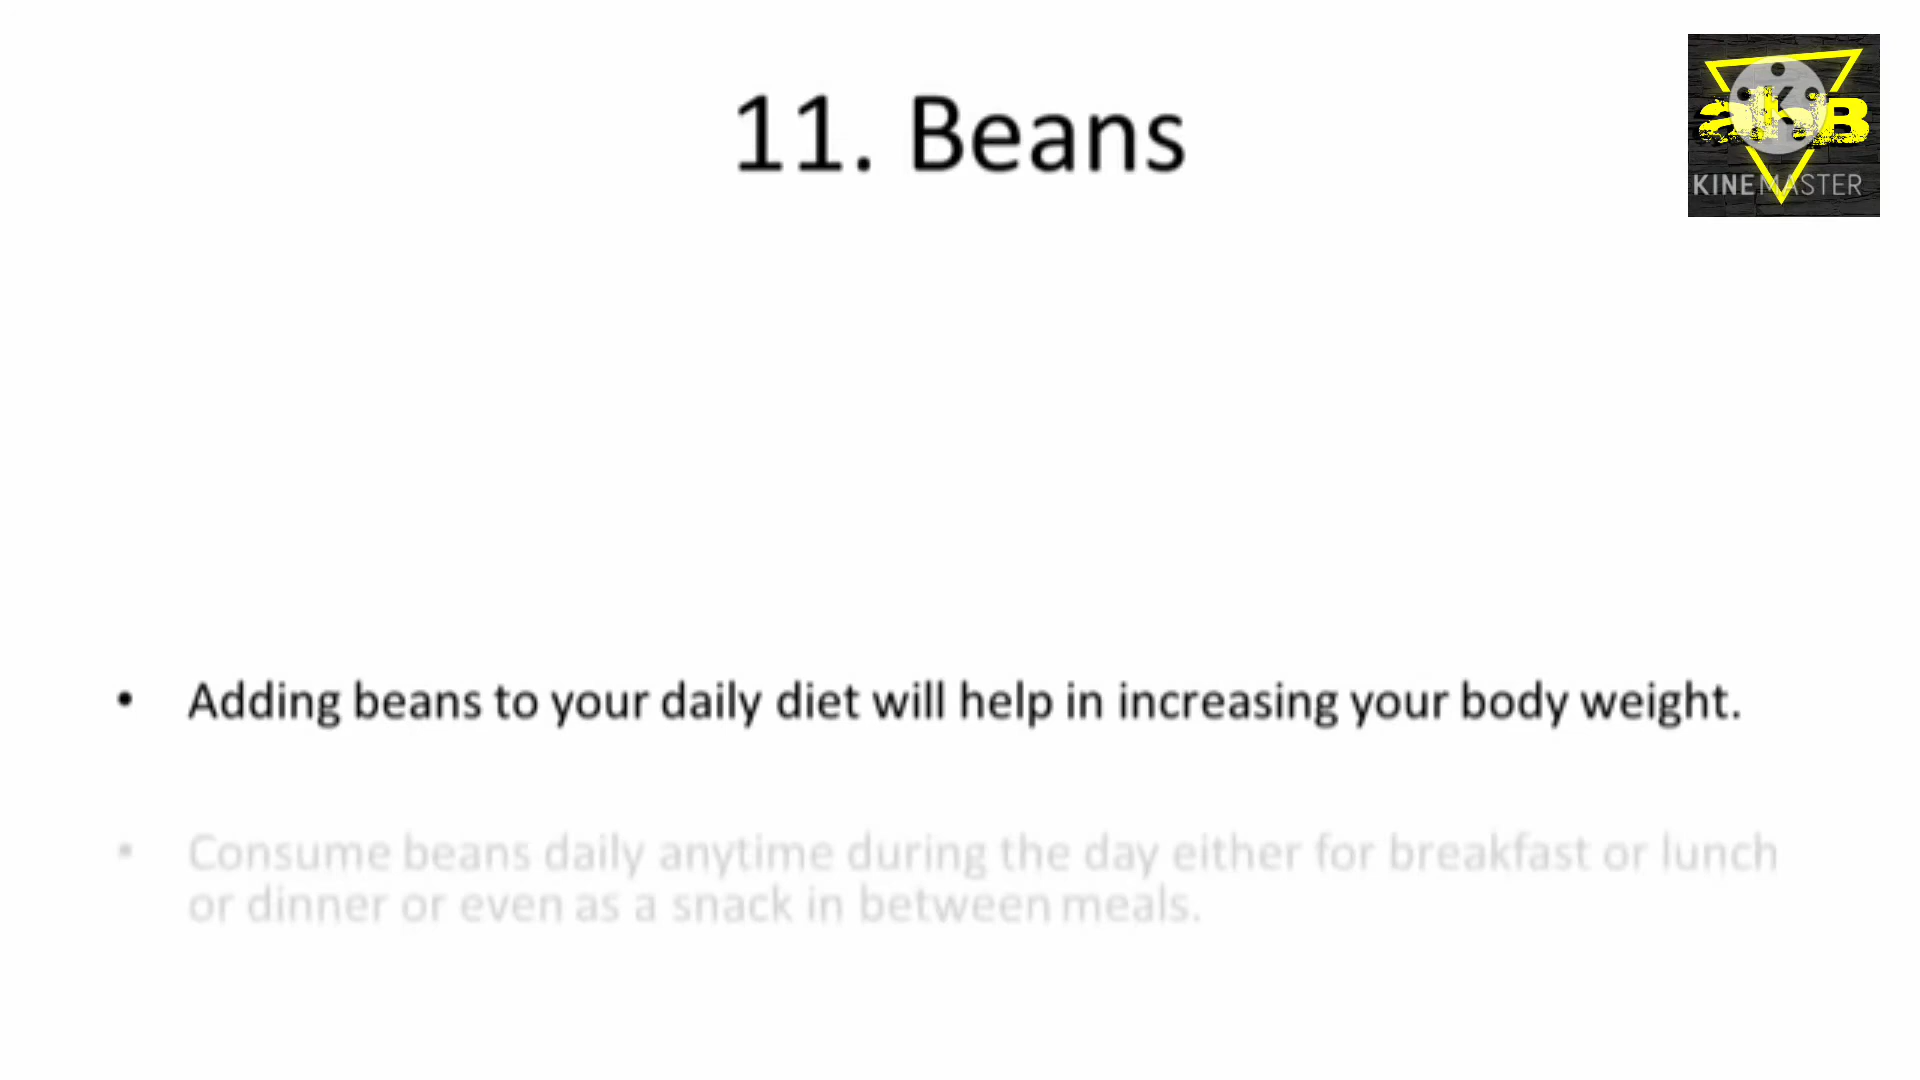 11. Beans
ahB
KINEMASTER
• Adding beans to your daily diet will help in increasing your body weight.
• Consume beans daily anytime during the day either for breakfast or lunch
or dinner or even as a snack in between meals.